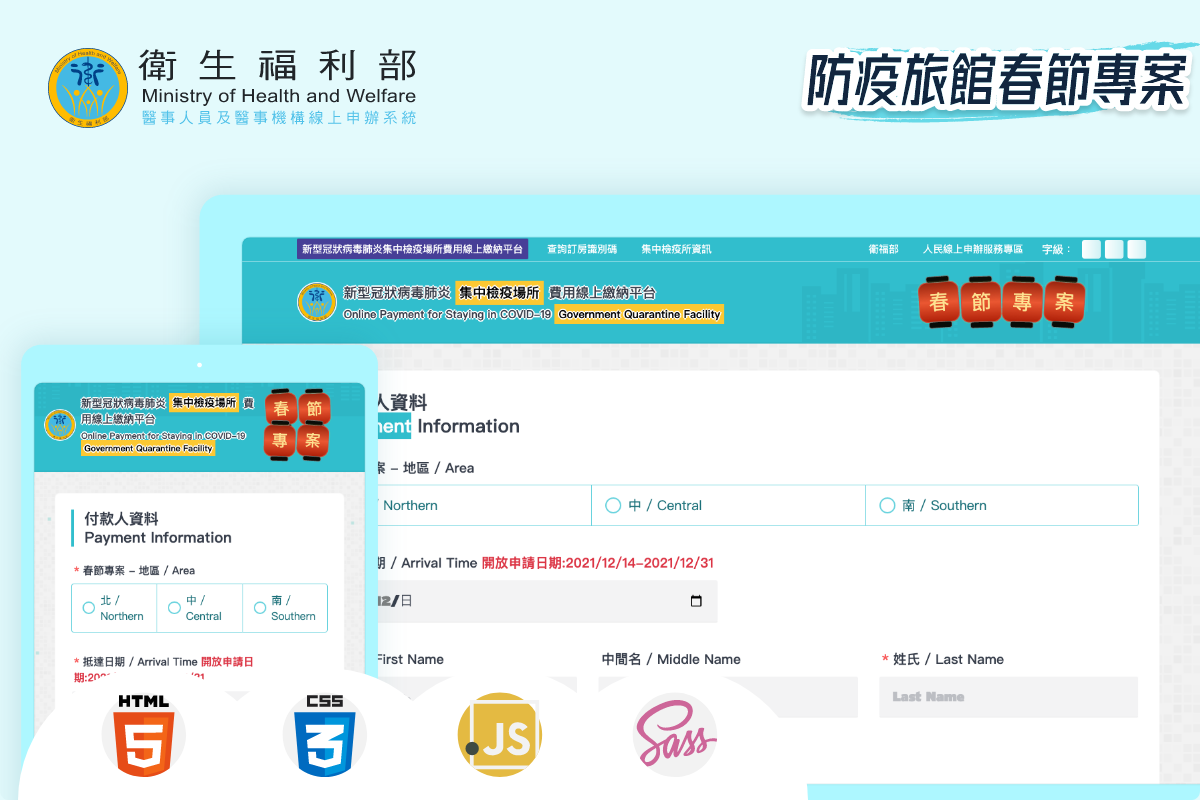 Ministry of Health and Welfare
衛生福利部
衛生福利部
Ministry of Health and Welfare
醫事人員及醫事機構線上申辦系統
防疫旅館春節專案
新型冠狀病毒肺炎集中檢疫場所費用線上繳納平台 查詢訂房識別碼 集中檢疫所資訊 衛福部 人民線上申辦服務專區 字級：
新型冠狀病毒肺炎 集中檢疫場所 費用線上繳納平台
Online Payment for Staying in COVID-19 Government Quarantine Facility
春節專案
人資料
ment Information
案 – 地區 / Area
Northern 中 / Central 南 / Southern
期 / Arrival Time 開放申請日期:2021/12/14–2021/12/31
12/日
First Name 中間名 / Middle Name * 姓氏 / Last Name
Last Name
新型冠狀病毒肺炎 集中檢疫場所 費
用線上繳納平台
Online Payment for Staying in COVID-19
Government Quarantine Facility
春節
專案
付款人資料
Payment Information
* 春節專案 – 地區 / Area
北 / 中 / 南 /
Northern Central Southern
* 抵達日期 / Arrival Time 開放申請日
期:202
HTML CSS
5 3 JS Sass